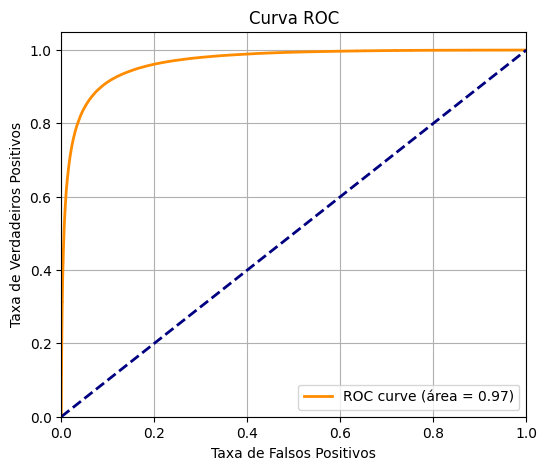 Curva ROC
Taxa de Verdadeiros Positivos
1.0
0.8
0.6
0.4
0.2
0.0
ROC curve (área = 0.97)
0.0 0.2 0.4 0.6 0.8 1.0
Taxa de Falsos Positivos